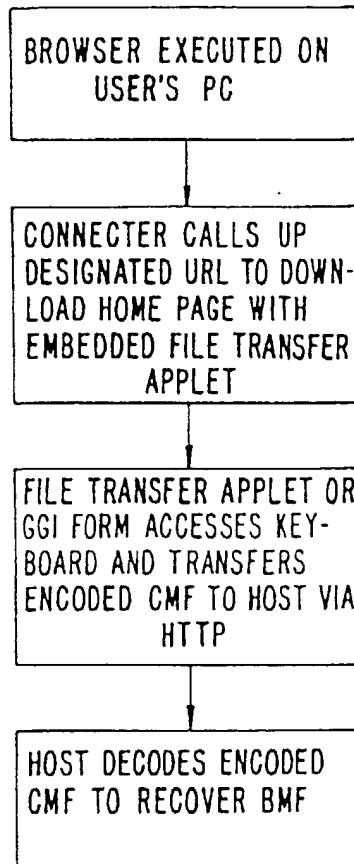 BROWSER EXECUTED ON
USER'S PC
CONNECTER CALLS UP
DESIGNATED URL TO DOWN-
LOAD HOME PAGE WITH
EMBEDDED FILE TRANSFER
APPLET
FILE TRANSFER APPLET OR
GGI FORM ACCESSES KEY-
BOARD AND TRANSFERS
ENCODED CMF TO HOST VIA
HTTP
HOST DECODES ENCODED
CMF TO RECOVER BMF